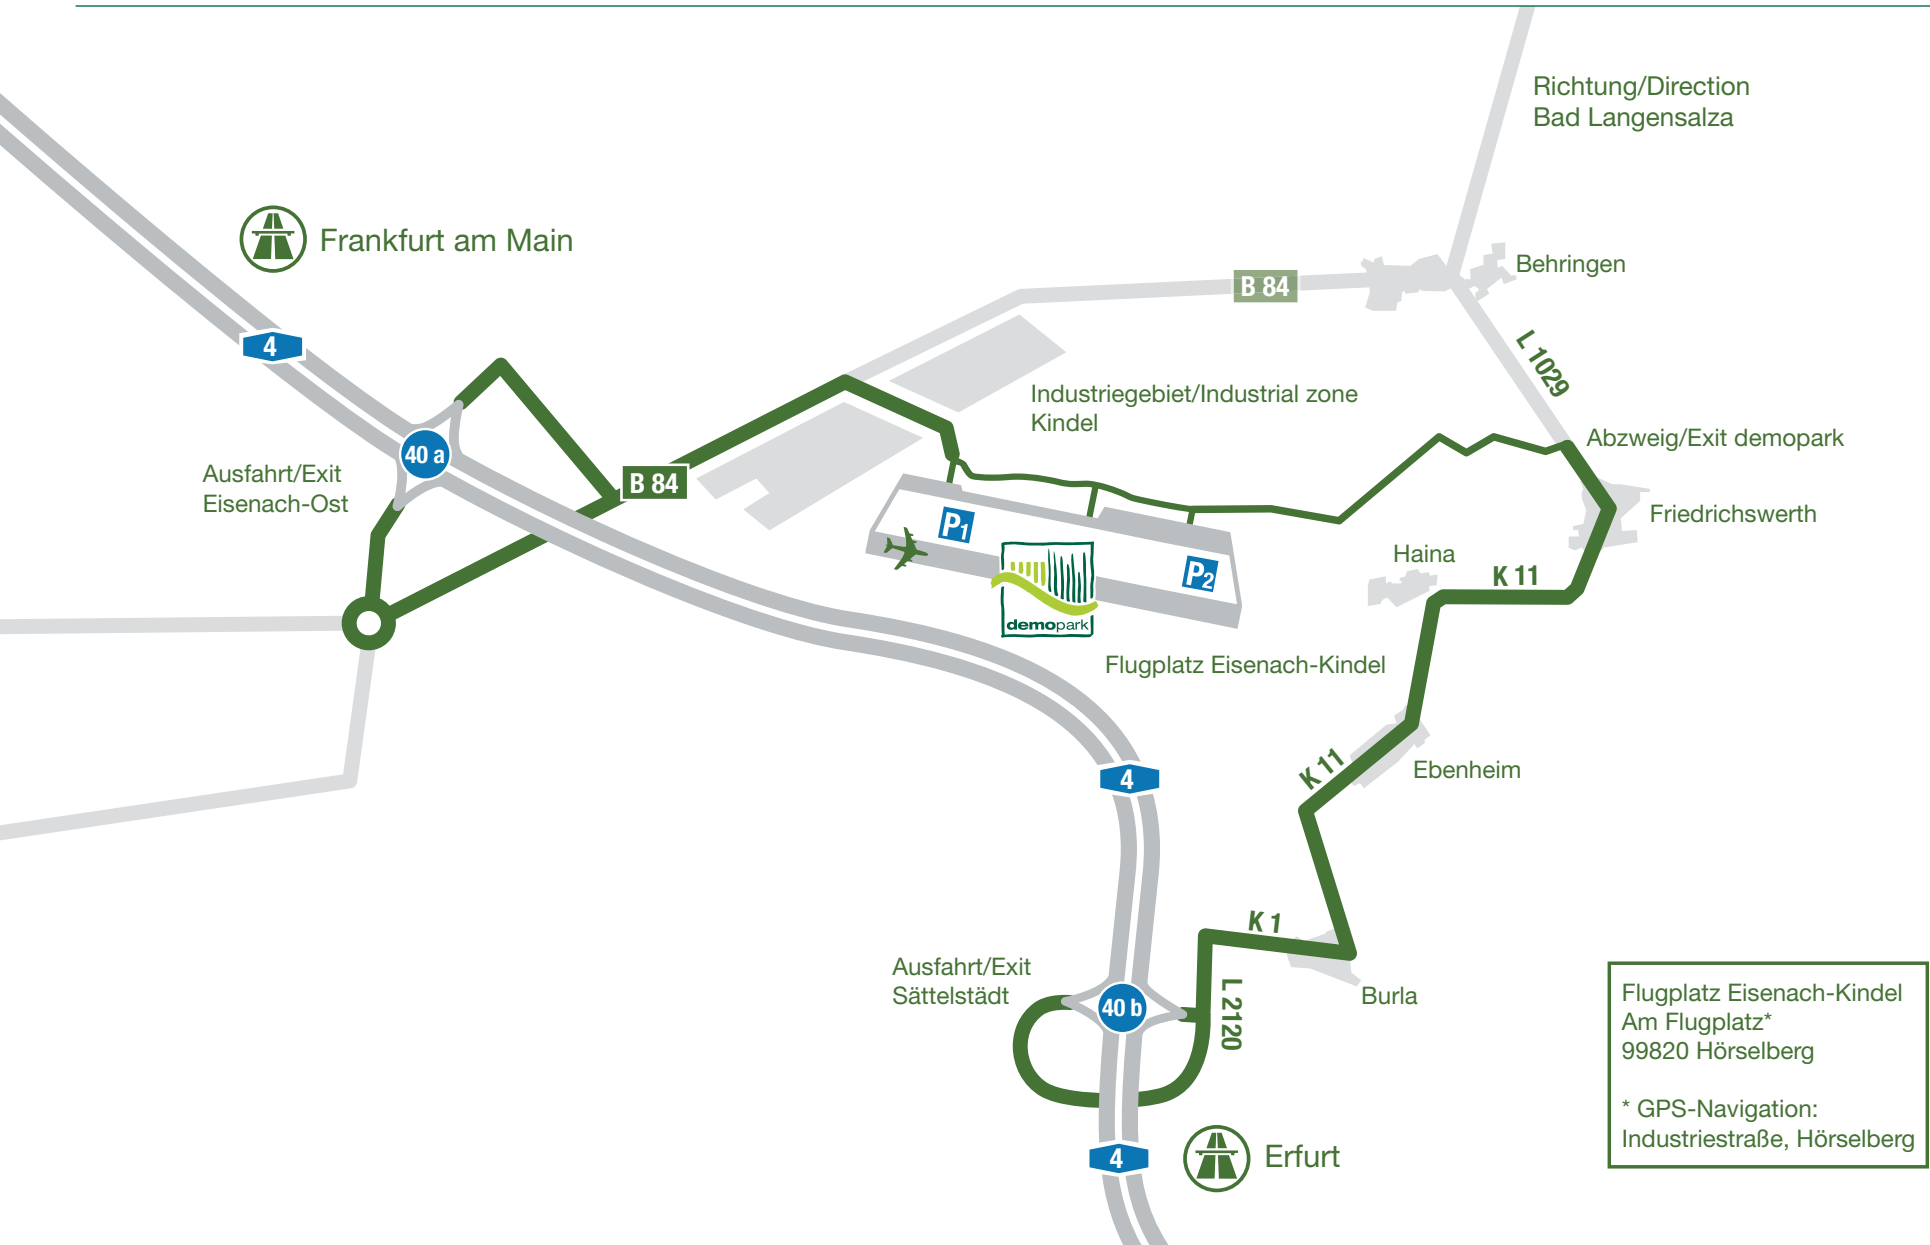 Richtung/Direction
Bad Langensalza
Frankfurt am Main
Behringen
B 84
4
L 1029
Industriegebiet/Industrial zone
Kindel
Abzweig/Exit demopark
40 a
Ausfahrt/Exit
Eisenach-Ost
B 84
Friedrichswerth
P1
P2
Haina
K 11
demopark
Flugplatz Eisenach-Kindel
4
K 11
Ebenheim
K 1
Ausfahrt/Exit
Sättelstädt
40 b
L 2120
Burla
4
Erfurt
Flugplatz Eisenach-Kindel
Am Flugplatz*
99820 Hörselberg
* GPS-Navigation:
Industriestraße, Hörselberg